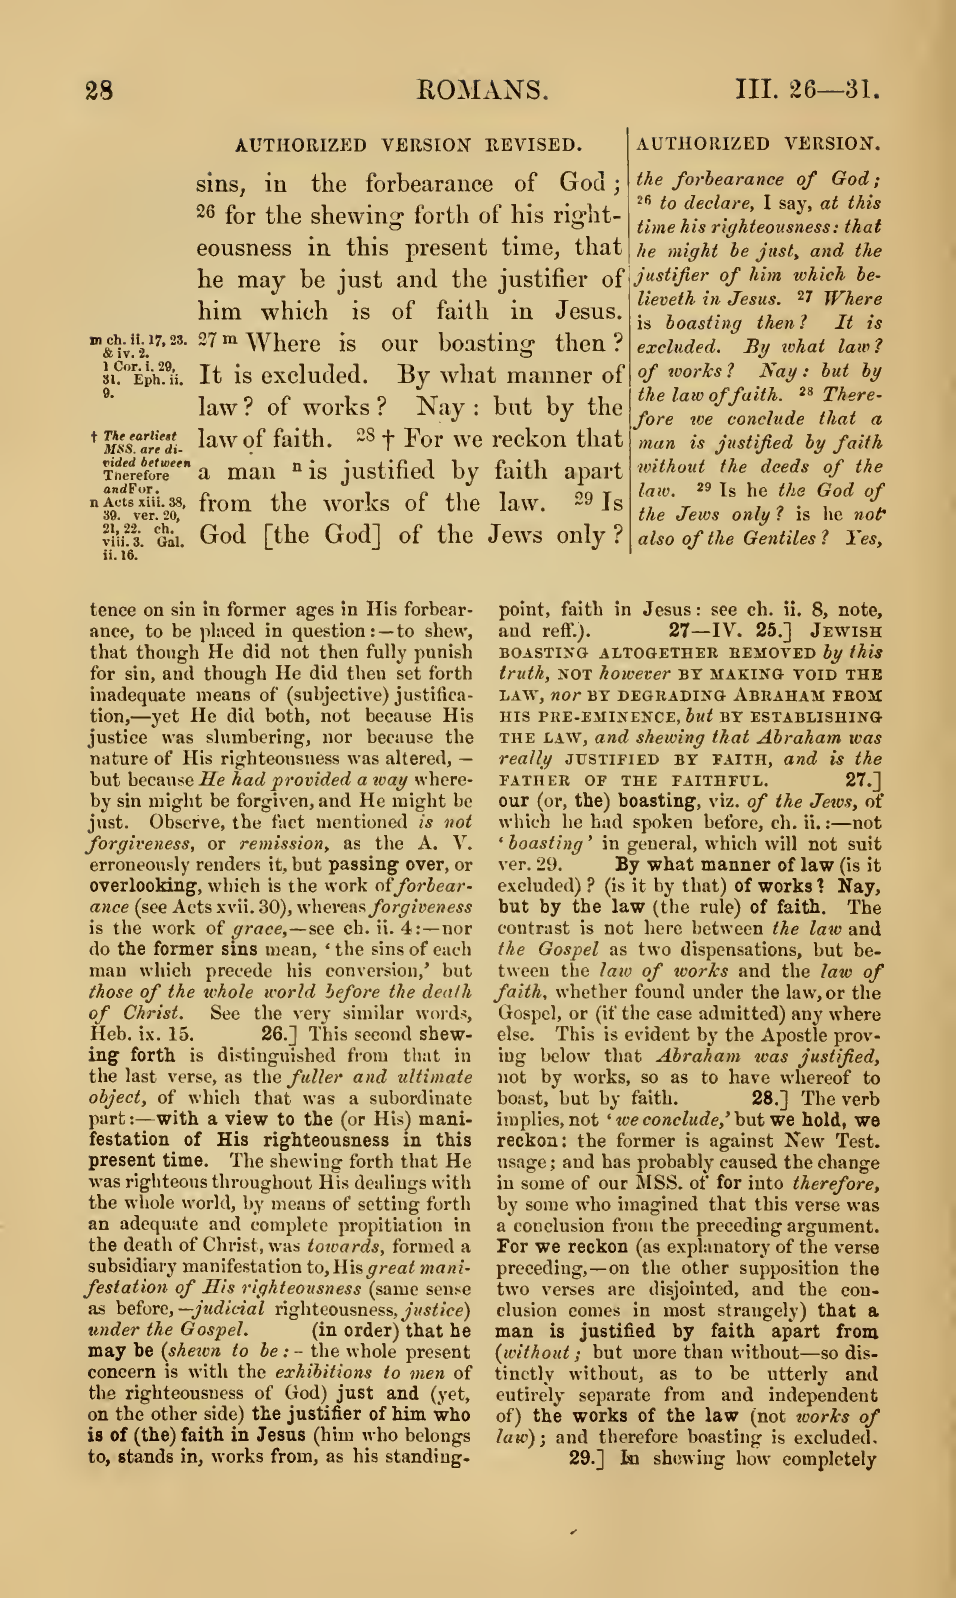 28 ROMANS. III. 26—31.
AUTHORIZED VERSION REVISED.
sins, in the forbearance of God ;
26 for the shewing forth of his right-
eousness in this present time, that
he may be just and the justifier of
him which is of faith in Jesus.
27 m Where is our boasting then ?
It is excluded. By what manner of
law ? of works ? Nay : but by the
law of faith. 28 † For we reckon that
a man n is justified by faith apart
from the works of the law. 29 Is
God [the God] of the Jews only ?
m ch. ii. 17, 23.
& iv. 2.
1 Cor. i. 29,
31. Eph. ii.
9.
† The earliest
MSS. are di-
vided between
Therefore
and For.
n Acts xiii. 38,
39. ver. 20,
21, 22. ch.
viii. 3. Gal.
ii. 16.
AUTHORIZED VERSION.
the forbearance of God ;
26 to declare, I say, at this
time his righteousness: that
he might be just, and the
justifier of him which be-
lieveth in Jesus. 27 Where
is boasting then ? It is
excluded. By what law ?
of works ? Nay : but by
the law of faith. 28 There-
fore we conclude that a
man is justified by faith
without the deeds of the
law. 29 Is he the God of
the Jews only ? is he not
also of the Gentiles ? Yes,
tence on sin in former ages in His forbear-
ance, to be placed in question :—to shew,
that though He did not then fully punish
for sin, and though He did then set forth
inadequate means of (subjective) justifica-
tion,—yet He did both, not because His
justice was slumbering, nor because the
nature of His righteousness was altered, —
but because He had provided a way where-
by sin might be forgiven, and He might be
just. Observe, the fact mentioned is not
forgiveness, or remission, as the A. V.
erroneously renders it, but passing over, or
overlooking, which is the work of forbear-
ance (see Acts xvii. 30), whereas forgiveness
is the work of grace,—see ch. ii. 4 :—nor
do the former sins mean, ‘ the sins of each
man which precede his conversion,’ but
those of the whole world before the death
of Christ. See the very similar words,
Heb. ix. 15. 26.] This second shew-
ing forth is distinguished from that in
the last verse, as the fuller and ultimate
object, of which that was a subordinate
part :—with a view to the (or His) mani-
festation of His righteousness in this
present time. The shewing forth that He
was righteous throughout His dealings with
the whole world, by means of setting forth
an adequate and complete propitiation in
the death of Christ, was towards, formed a
subsidiary manifestation to, His great mani-
festation of His righteousness (same sense
as before, —judicial righteousness, justice)
under the Gospel. (in order) that he
may be (shewn to be : - the whole present
concern is with the exhibitions to men of
the righteousness of God) just and (yet,
on the other side) the justifier of him who
is of (the) faith in Jesus (him who belongs
to, stands in, works from, as his standing-
point, faith in Jesus : see ch. ii. 8, note,
and reff.). 27—IV. 25.] JEWISH
BOASTING ALTOGETHER REMOVED by this
truth, NOT however BY MAKING VOID THE
LAW, nor BY DEGRADING ABRAHAM FROM
HIS PRE-EMINENCE, but BY ESTABLISHING
THE LAW, and shewing that Abraham was
really JUSTIFIED BY FAITH, and is the
FATHER OF THE FAITHFUL. 27.]
our (or, the) boasting, viz. of the Jews, of
which he had spoken before, ch. ii. :—not
‘ boasting ’ in general, which will not suit
ver. 29. By what manner of law (is it
excluded) ? (is it by that) of works ? Nay,
but by the law (the rule) of faith. The
contrast is not here between the law and
the Gospel as two dispensations, but be-
tween the law of works and the law of
faith, whether found under the law, or the
Gospel, or (if the case admitted) any where
else. This is evident by the Apostle prov-
ing below that Abraham was justified,
not by works, so as to have whereof to
boast, but by faith. 28.] The verb
implies, not ‘ we conclude,’ but we hold, we
reckon : the former is against New Test.
usage ; and has probably caused the change
in some of our MSS. of for into therefore,
by some who imagined that this verse was
a conclusion from the preceding argument.
For we reckon (as explanatory of the verse
preceding,—on the other supposition the
two verses are disjointed, and the con-
clusion comes in most strangely) that a
man is justified by faith apart from
(without ; but more than without—so dis-
tinctly without, as to be utterly and
entirely separate from and independent
of) the works of the law (not works of
law) ; and therefore boasting is excluded.
29.] In shewing how completely